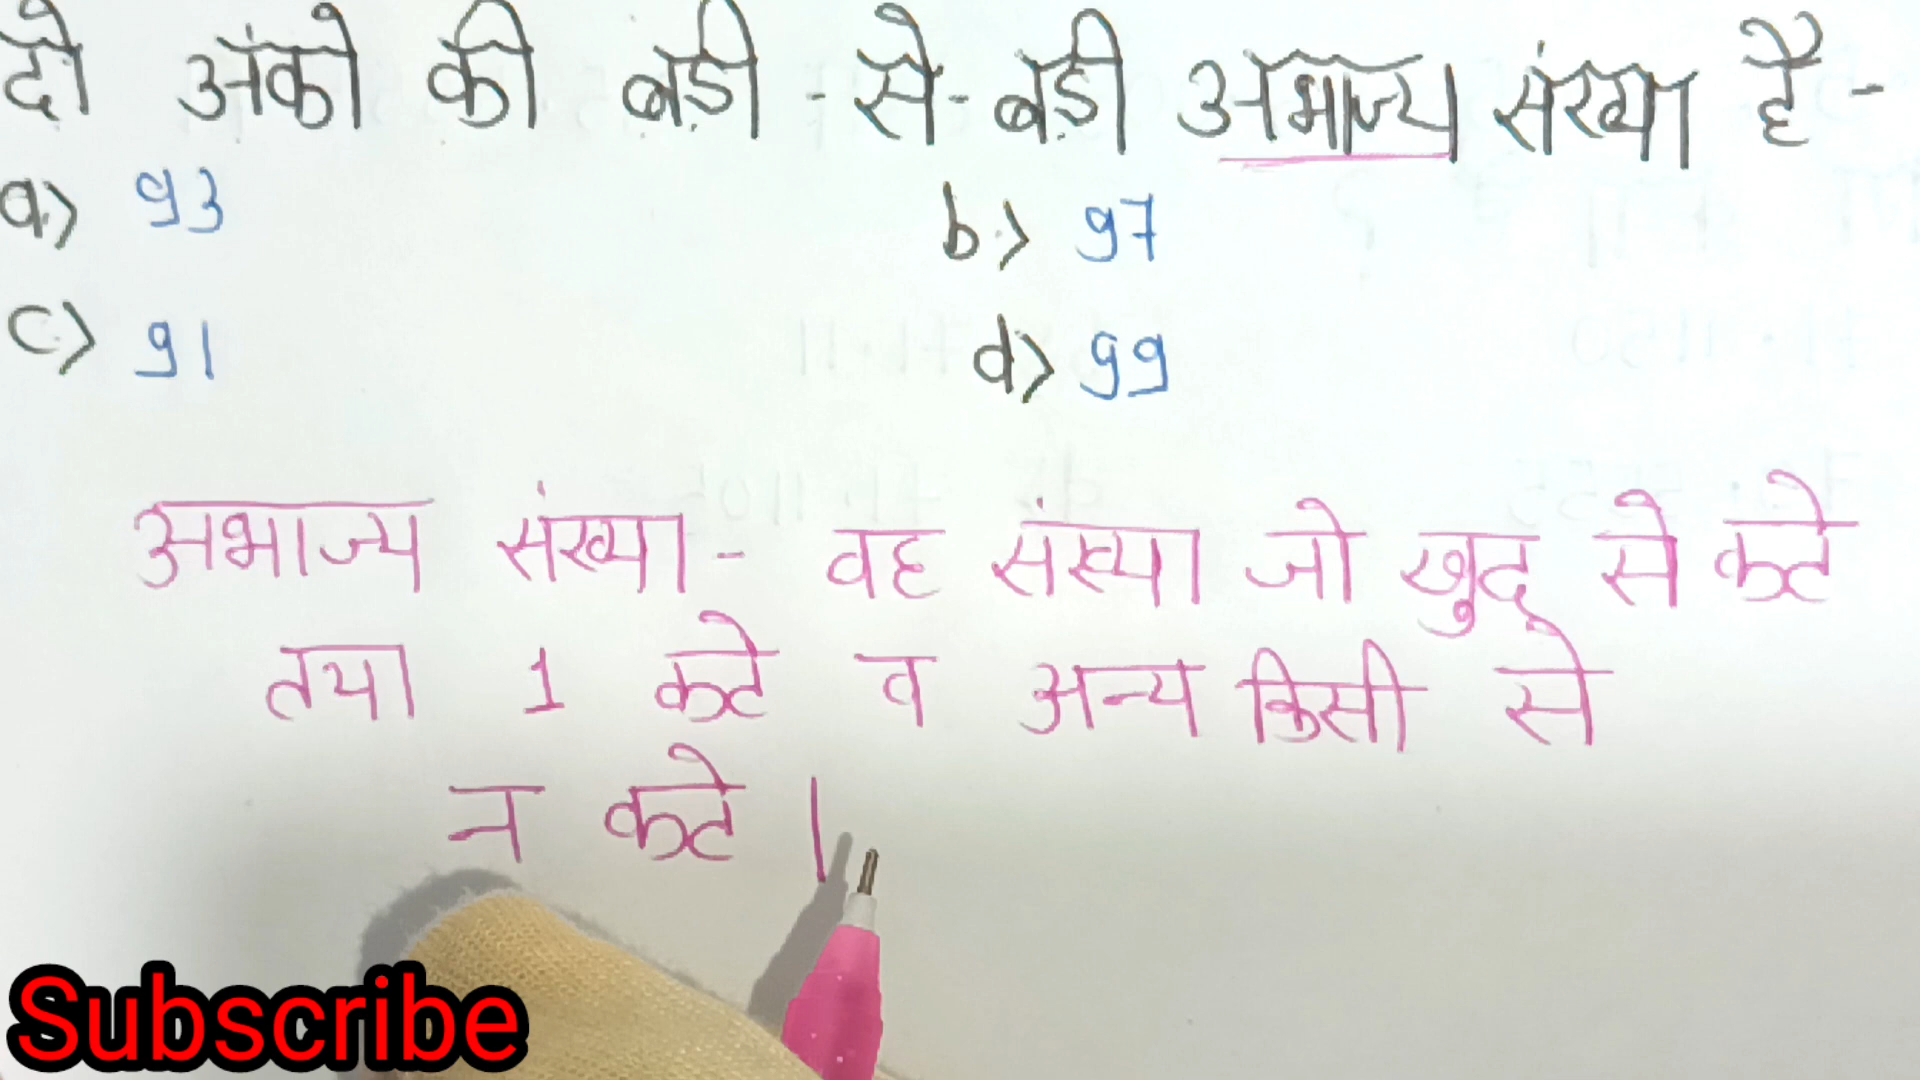 दो अंको की बड़ी-से-बड़ी अभाज्य संख्या है-
a> 93
b.> 97
c> 91
d> 99
अभाज्य संख्या- वह संख्या जो खुद से कटे
तथा 1 कटे व अन्य किसी से
न कटे।
Subscribe